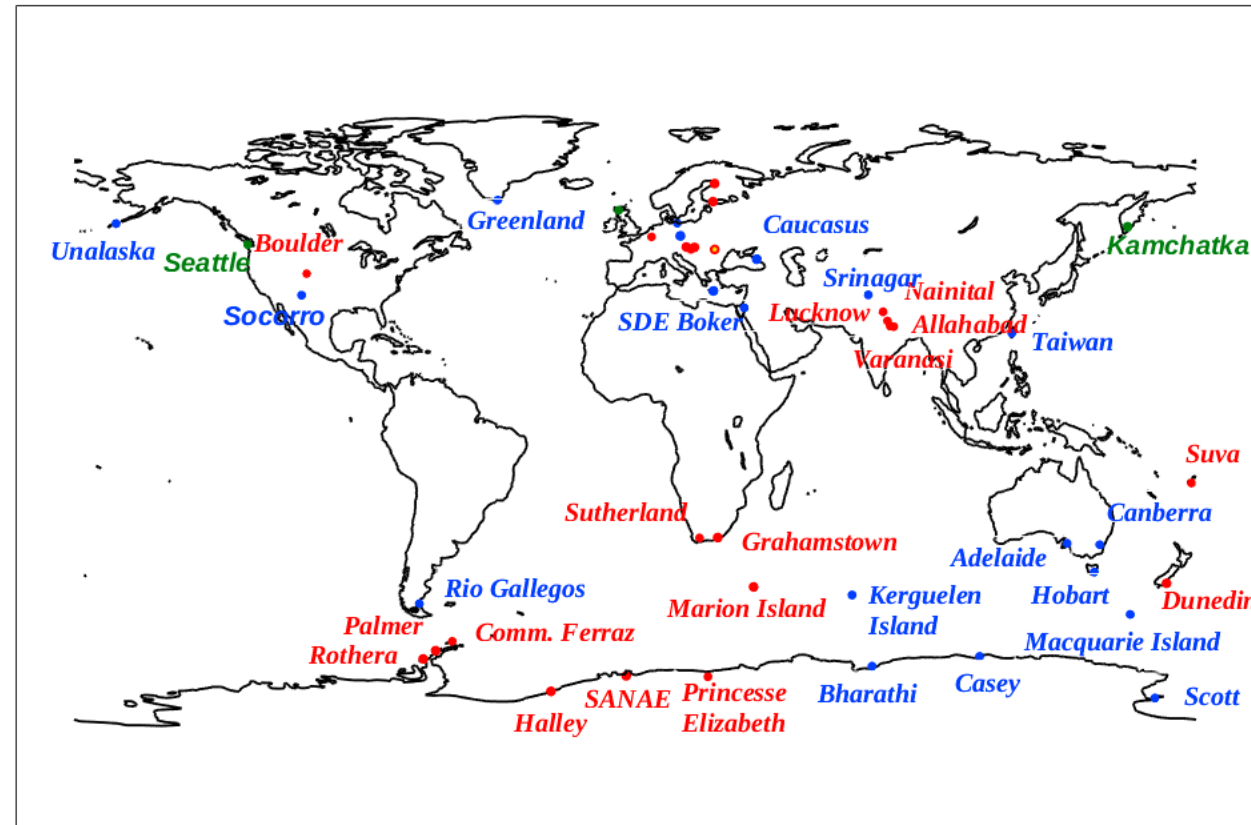 Greenland
Caucasus
Unalaska
Seattle
Boulder
Kamchatka
Srinagar
Nainital
Socorro
SDE Boker
Lucknow
Allahabad
Taiwan
Varanasi
Suva
Sutherland
Canberra
Grahamstown
Adelaide
Rio Gallegos
Marion Island
Kerguelen
Island
Hobart
Dunedin
Palmer
Comm. Ferraz
Macquarie Island
Rothera
SANAE
Princesse
Elizabeth
Bharathi
Casey
Scott
Halley